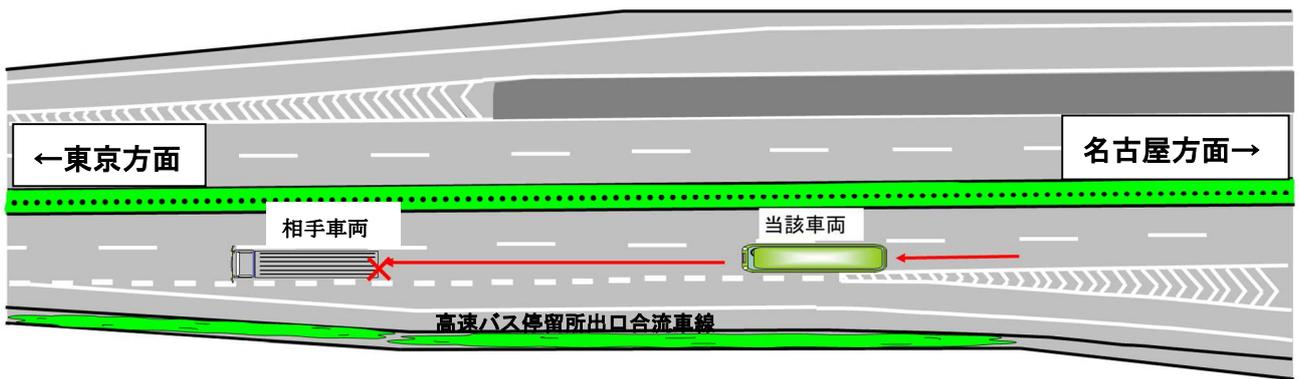 ←東京方面
名古屋方面→
相手車両
当該車両
高速バス停留所出口合流車線